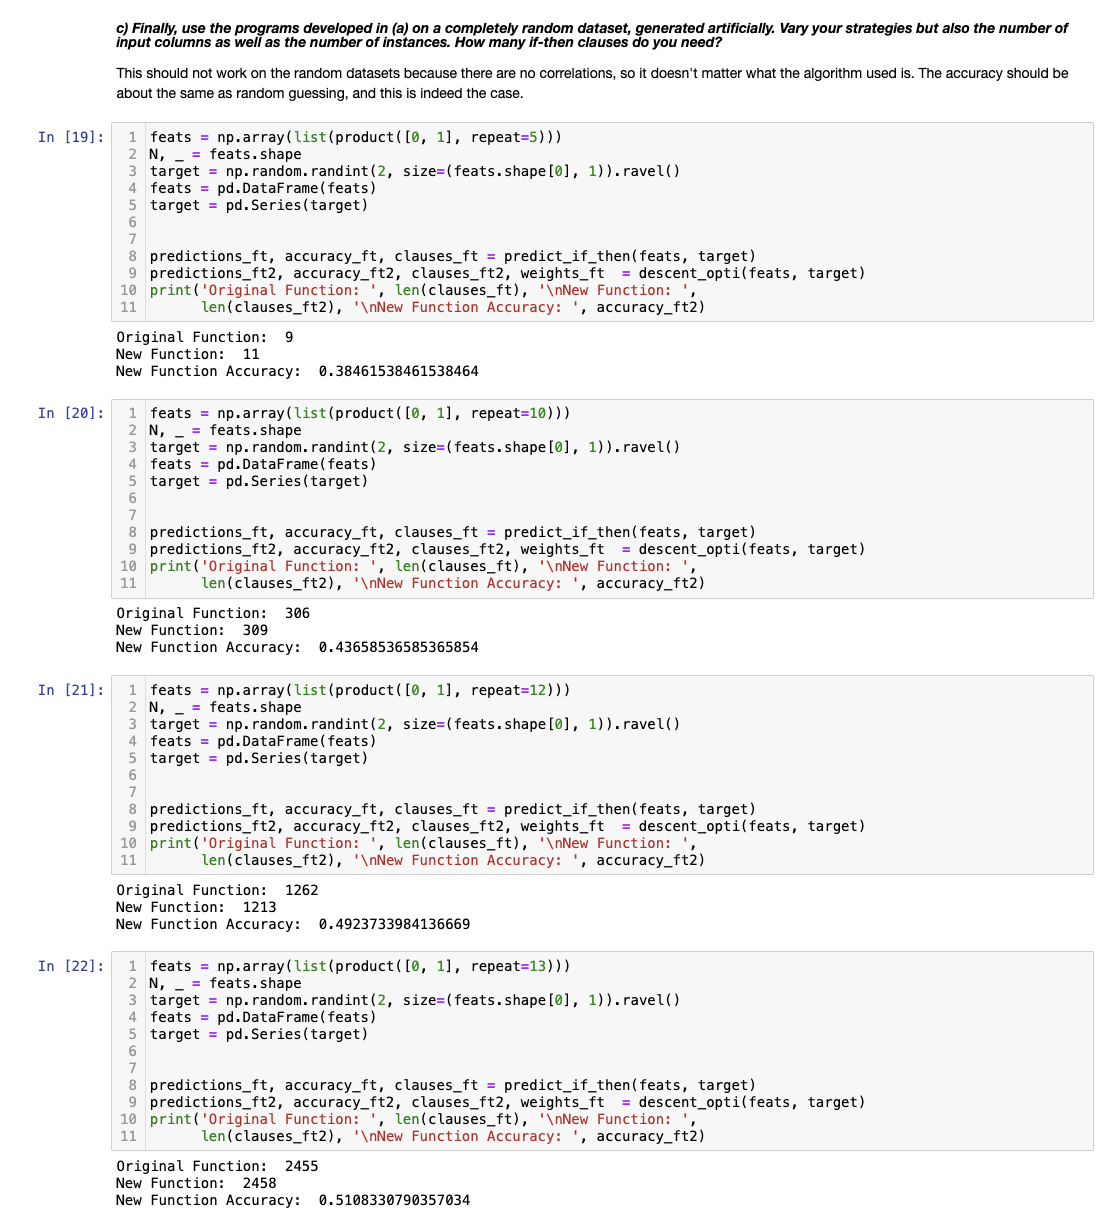 c) Finally, use the programs developed in (a) on a completely random dataset, generated artificially. Vary your strategies but also the number of
input columns as well as the number of instances. How many if-then clauses do you need?
This should not work on the random datasets because there are no correlations, so it doesn't matter what the algorithm used is. The accuracy should be
about the same as random guessing, and this is indeed the case.
In [19]:
1 feats = np.array(list(product([0, 1], repeat=5)))
2 N, _ = feats.shape
3 target = np.random.randint(2, size=(feats.shape[0], 1)).ravel()
4 feats = pd.DataFrame(feats)
5 target = pd.Series(target)
6
7
8 predictions_ft, accuracy_ft, clauses_ft = predict_if_then(feats, target)
9 predictions_ft2, accuracy_ft2, clauses_ft2, weights_ft  = descent_opti(feats, target)
10 print('Original Function: ', len(clauses_ft), '\nNew Function: ',
11       len(clauses_ft2), '\nNew Function Accuracy: ', accuracy_ft2)
Original Function:  9
New Function:  11
New Function Accuracy:  0.38461538461538464
In [20]:
1 feats = np.array(list(product([0, 1], repeat=10)))
2 N, _ = feats.shape
3 target = np.random.randint(2, size=(feats.shape[0], 1)).ravel()
4 feats = pd.DataFrame(feats)
5 target = pd.Series(target)
6
7
8 predictions_ft, accuracy_ft, clauses_ft = predict_if_then(feats, target)
9 predictions_ft2, accuracy_ft2, clauses_ft2, weights_ft  = descent_opti(feats, target)
10 print('Original Function: ', len(clauses_ft), '\nNew Function: ',
11       len(clauses_ft2), '\nNew Function Accuracy: ', accuracy_ft2)
Original Function:  306
New Function:  309
New Function Accuracy:  0.43658536585365854
In [21]:
1 feats = np.array(list(product([0, 1], repeat=12)))
2 N, _ = feats.shape
3 target = np.random.randint(2, size=(feats.shape[0], 1)).ravel()
4 feats = pd.DataFrame(feats)
5 target = pd.Series(target)
6
7
8 predictions_ft, accuracy_ft, clauses_ft = predict_if_then(feats, target)
9 predictions_ft2, accuracy_ft2, clauses_ft2, weights_ft  = descent_opti(feats, target)
10 print('Original Function: ', len(clauses_ft), '\nNew Function: ',
11       len(clauses_ft2), '\nNew Function Accuracy: ', accuracy_ft2)
Original Function:  1262
New Function:  1213
New Function Accuracy:  0.4923733984136669
In [22]:
1 feats = np.array(list(product([0, 1], repeat=13)))
2 N, _ = feats.shape
3 target = np.random.randint(2, size=(feats.shape[0], 1)).ravel()
4 feats = pd.DataFrame(feats)
5 target = pd.Series(target)
6
7
8 predictions_ft, accuracy_ft, clauses_ft = predict_if_then(feats, target)
9 predictions_ft2, accuracy_ft2, clauses_ft2, weights_ft  = descent_opti(feats, target)
10 print('Original Function: ', len(clauses_ft), '\nNew Function: ',
11       len(clauses_ft2), '\nNew Function Accuracy: ', accuracy_ft2)
Original Function:  2455
New Function:  2458
New Function Accuracy:  0.5108330790357034